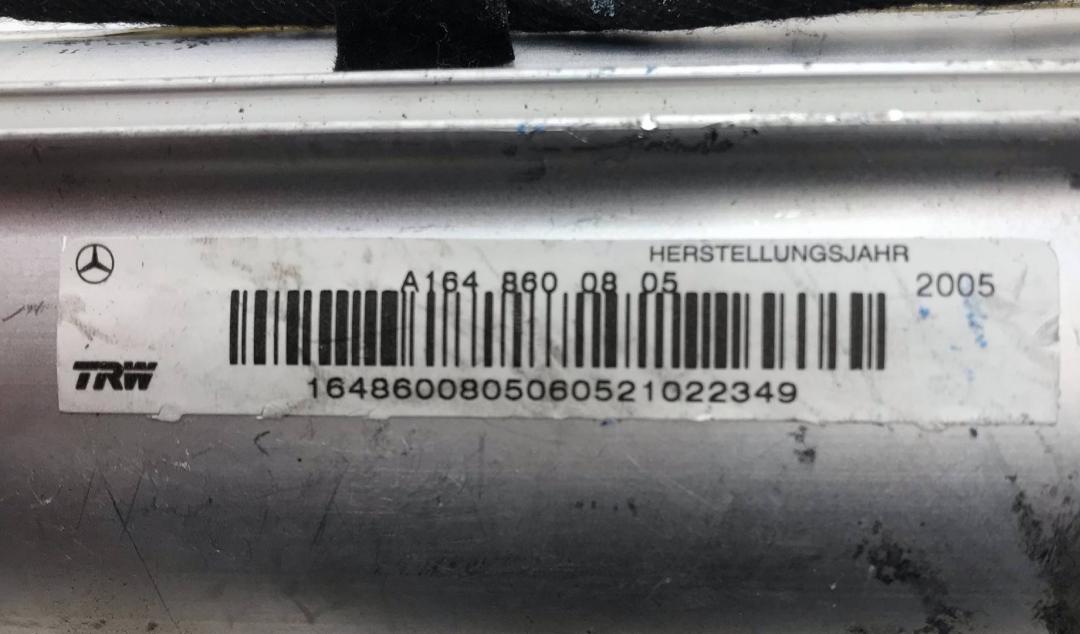 HERSTELLUNGSJAHR
A164 860 08 05
2005
TRW
1648600805060521022349